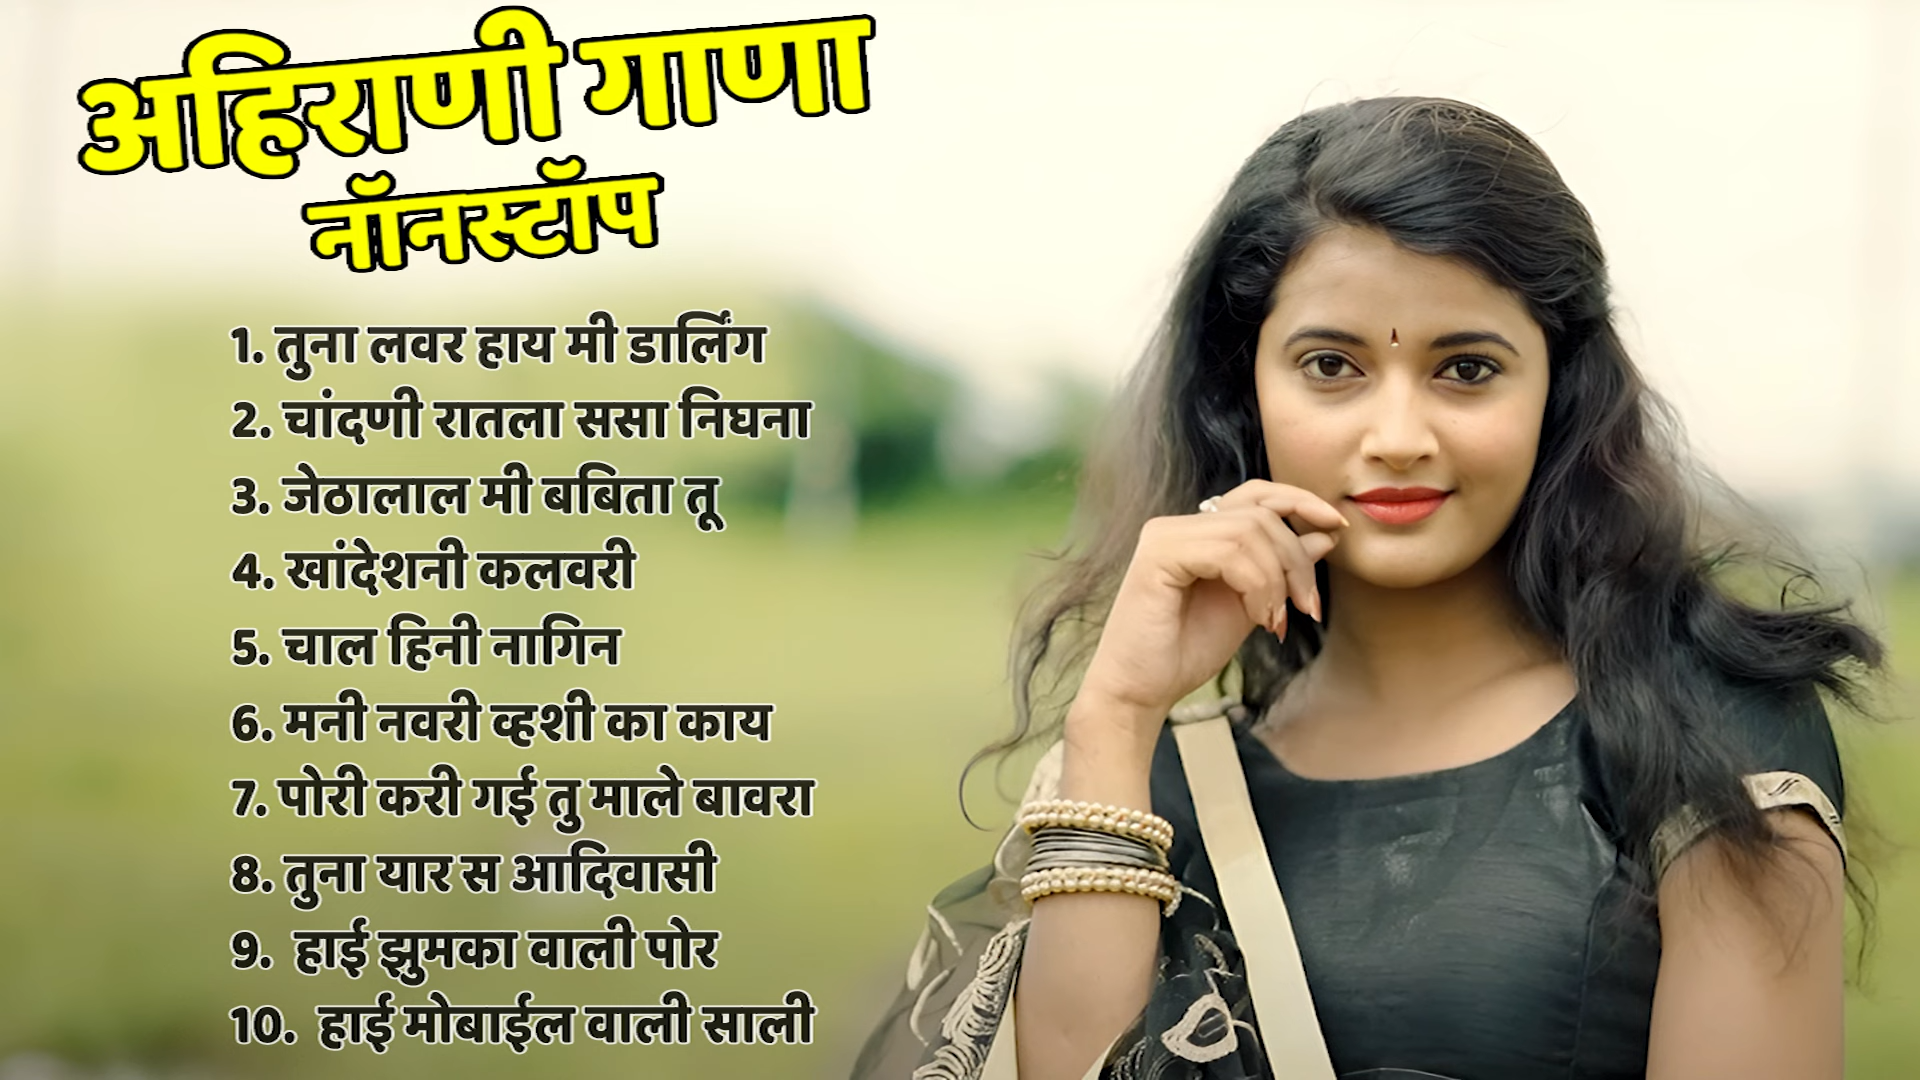 अहिराणी गाणा
नॉनस्टॉप
1. तुना लवर हाय मी डार्लिंग
2. चांदणी रातला ससा निघना
3. जेठालाल मी बबिता तू
4. खांदेशनी कलवरी
5. चाल हिनी नागिन
6. मनी नवरी व्हशी का काय
7. पोरी करी गई तु माले बावरा
8. तुना यार स आदिवासी
9. हाई झुमका वाली पोर
10. हाई मोबाईल वाली साली